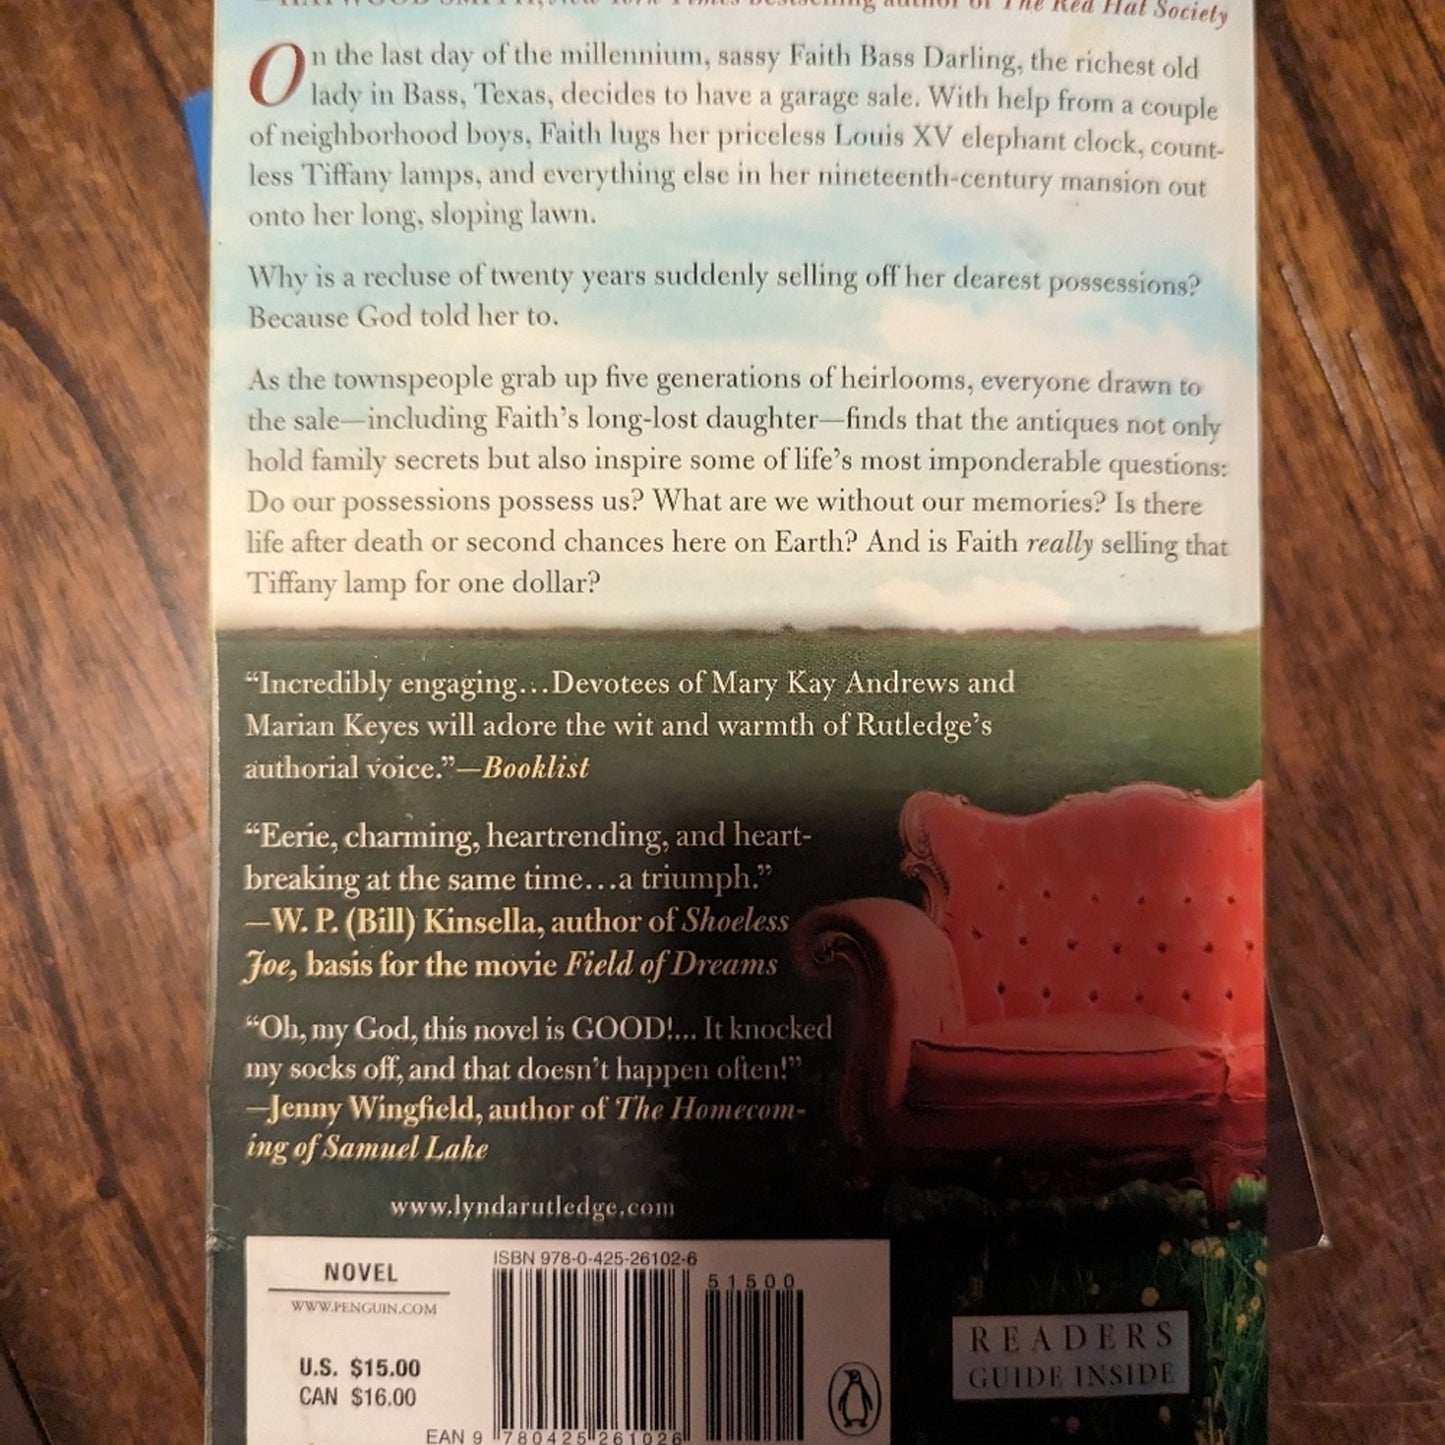 —HAYWOOD SMITH, New York Times bestselling author of The Red Hat Society
On the last day of the millennium, sassy Faith Bass Darling, the richest old
lady in Bass, Texas, decides to have a garage sale. With help from a couple
of neighborhood boys, Faith lugs her priceless Louis XV elephant clock, count-
less Tiffany lamps, and everything else in her nineteenth-century mansion out
onto her long, sloping lawn.
Why is a recluse of twenty years suddenly selling off her dearest possessions?
Because God told her to.
As the townspeople grab up five generations of heirlooms, everyone drawn to
the sale—including Faith's long-lost daughter—finds that the antiques not only
hold family secrets but also inspire some of life's most imponderable questions:
Do our possessions possess us? What are we without our memories? Is there
life after death or second chances here on Earth? And is Faith really selling that
Tiffany lamp for one dollar?
"Incredibly engaging...Devotees of Mary Kay Andrews and
Marian Keyes will adore the wit and warmth of Rutledge's
authorial voice."—Booklist
"Eerie, charming, heartrending, and heart-
breaking at the same time...a triumph."
—W. P. (Bill) Kinsella, author of Shoeless
Joe, basis for the movie Field of Dreams
"Oh, my God, this novel is GOOD!... It knocked
my socks off, and that doesn't happen often!"
—Jenny Wingfield, author of The Homecom-
ing of Samuel Lake
www.lyndarutledge.com
NOVEL
WWW.PENGUIN.COM
U.S. $15.00
CAN $16.00
ISBN 978-0-425-26102-6
51500
EAN 9 780425 261026
READERS
GUIDE INSIDE